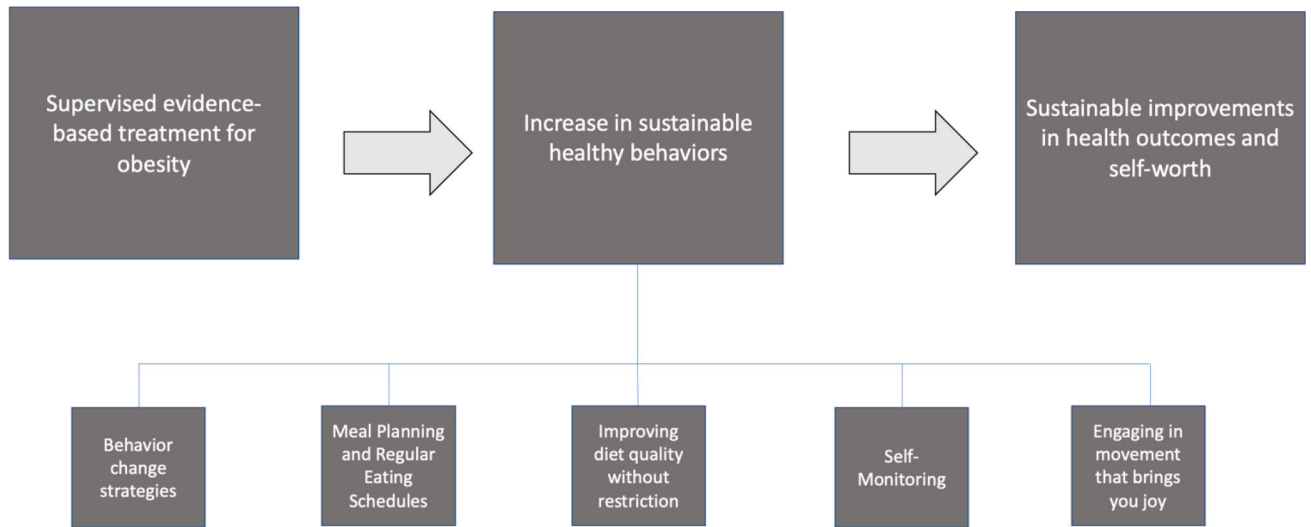 Supervised evidence-
based treatment for
obesity
Increase in sustainable
healthy behaviors
Sustainable improvements
in health outcomes and
self-worth
Behavior
change
strategies
Meal Planning
and Regular
Eating
Schedules
Improving
diet quality
without
restriction
Self-
Monitoring
Engaging in
movement
that brings
you joy